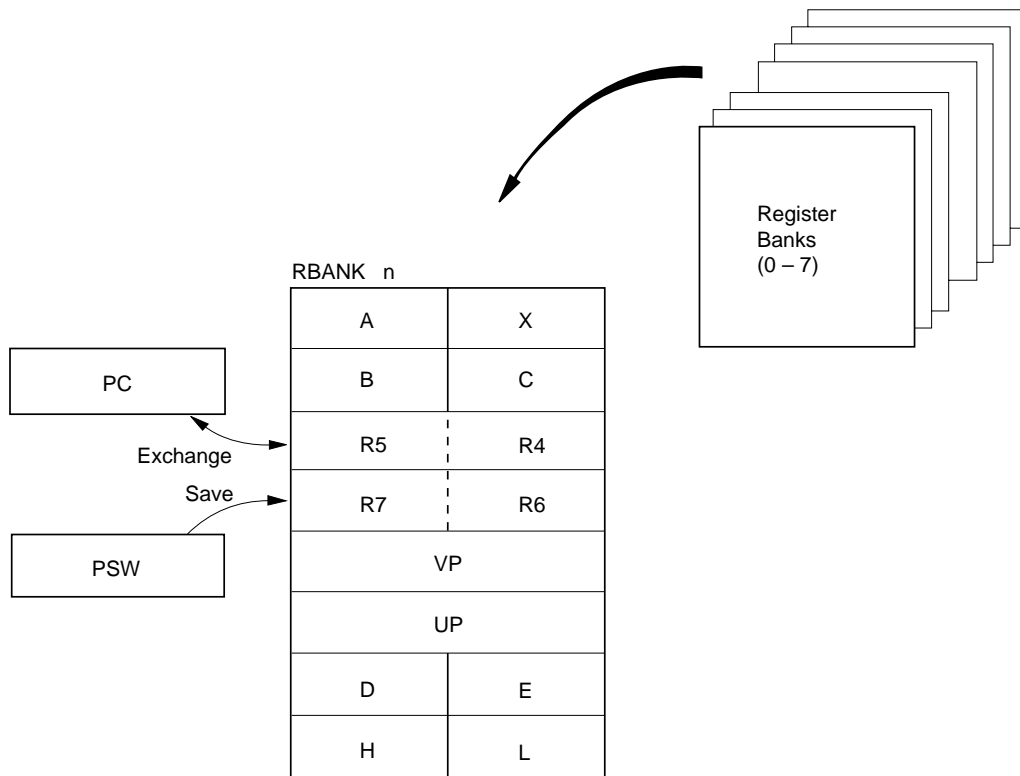 Register
Banks
(0 – 7)
RBANK n
A X
PC
B C
R5 R4
Exchange
Save
R7 R6
PSW
VP
UP
D E
H L